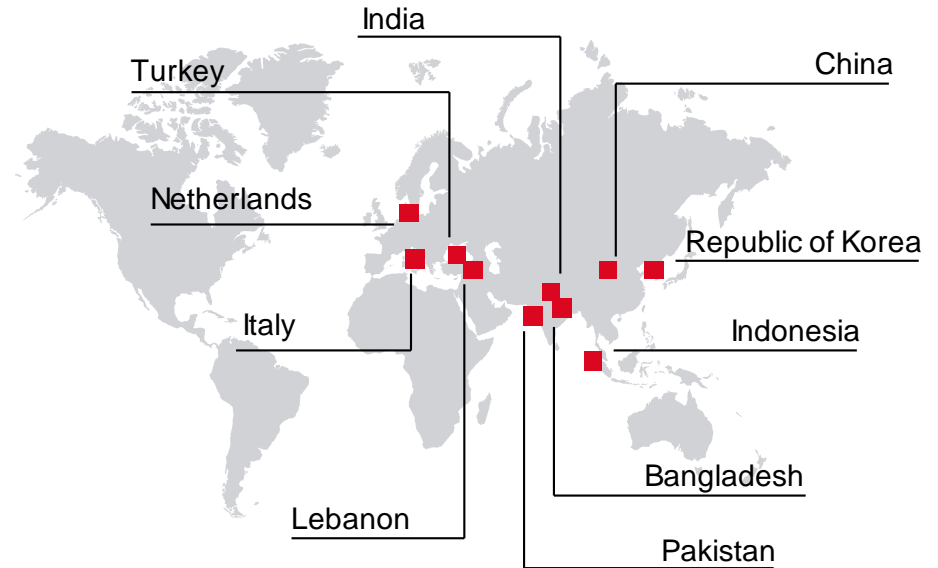 India
Turkey
China
Netherlands
Republic of Korea
Italy
Indonesia
Bangladesh
Lebanon
Pakistan